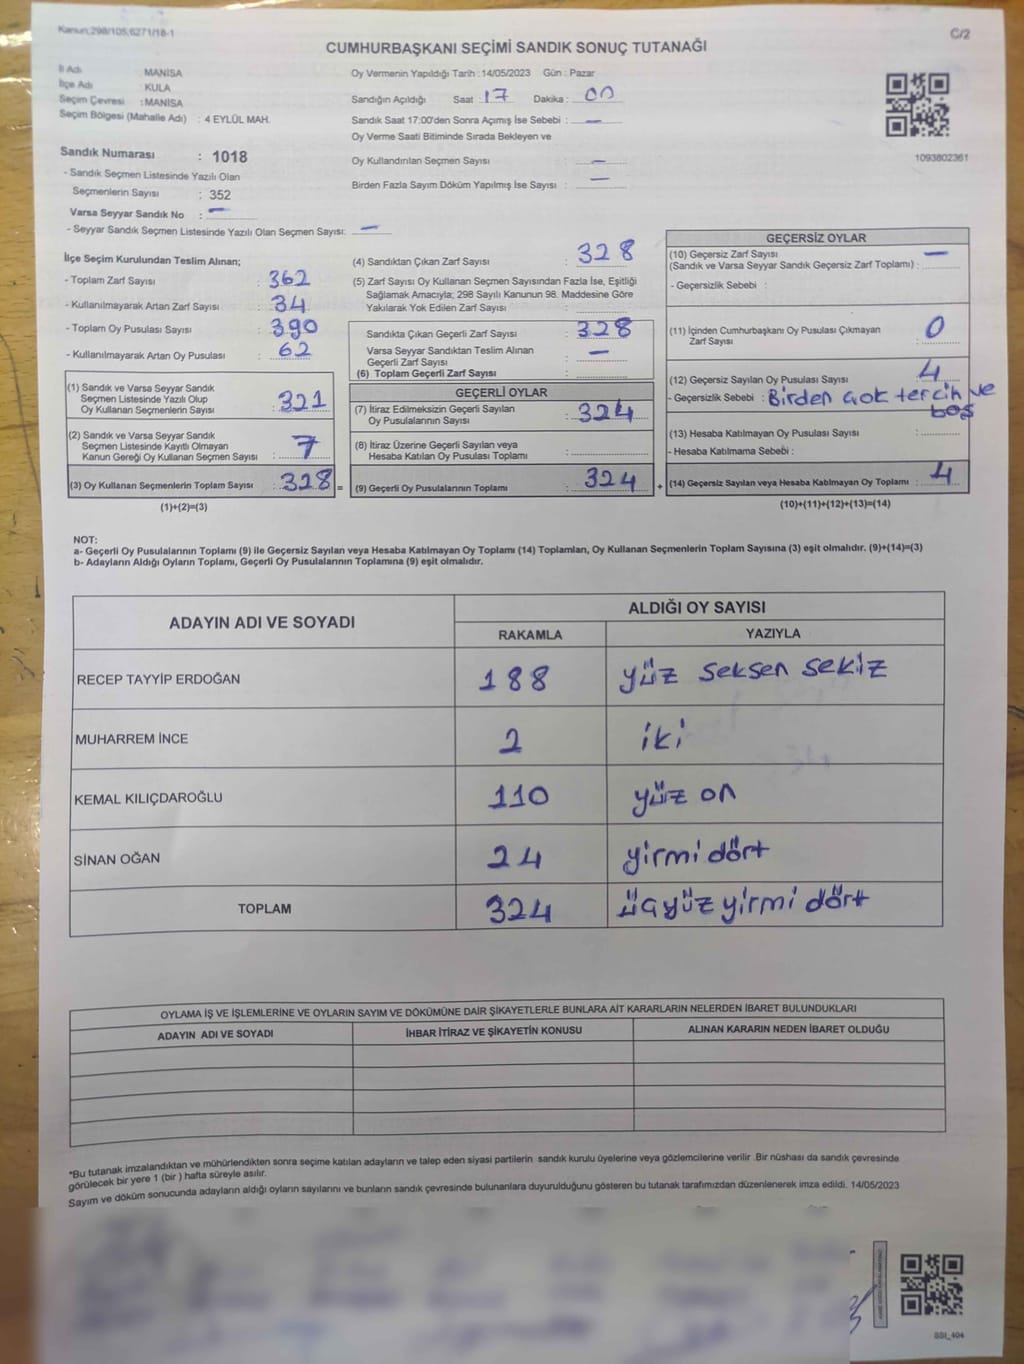 Kanun;298/105,6271/18-1
C/2
CUMHURBAŞKANI SEÇİMİ SANDIK SONUÇ TUTANAĞI
İl Adı : MANİSA
İlçe Adı : KULA
Seçim Çevresi : MANİSA
Seçim Bölgesi (Mahalle Adı) : 4 EYLÜL MAH.
Sandık Numarası : 1018
- Sandık Seçmen Listesinde Yazılı Olan
Seçmenlerin Sayısı : 352
Varsa Seyyar Sandık No : —
- Seyyar Sandık Seçmen Listesinde Yazılı Olan Seçmen Sayısı: —
Oy Vermenin Yapıldığı Tarih : 14/05/2023 Gün : Pazar
Sandığın Açıldığı Saat : 17 Dakika : 00
Sandık Saat 17:00'den Sonra Açımış İse Sebebi : —
Oy Verme Saati Bitiminde Sırada Bekleyen ve
Oy Kullandırılan Seçmen Sayısı : —
Birden Fazla Sayım Döküm Yapılmış İse Sayısı : —
1093802361
İlçe Seçim Kurulundan Teslim Alınan;
- Toplam Zarf Sayısı : 362
- Kullanılmayarak Artan Zarf Sayısı : 34
- Toplam Oy Pusulası Sayısı : 390
- Kullanılmayarak Artan Oy Pusulası : 62
(1) Sandık ve Varsa Seyyar Sandık
Seçmen Listesinde Yazılı Olup
Oy Kullanan Seçmenlerin Sayısı : 321
(2) Sandık ve Varsa Seyyar Sandık
Seçmen Listesinde Kayıtlı Olmayan
Kanun Gereği Oy Kullanan Seçmen Sayısı : 7
(3) Oy Kullanan Seçmenlerin Toplam Sayısı : 328 =
(1)+(2)=(3)
(4) Sandıktan Çıkan Zarf Sayısı : 328
(5) Zarf Sayısı Oy Kullanan Seçmen Sayısından Fazla İse, Eşitliği
Sağlamak Amacıyla; 298 Sayılı Kanunun 98. Maddesine Göre
Yakılarak Yok Edilen Zarf Sayısı :
Sandıkta Çıkan Geçerli Zarf Sayısı : 328
Varsa Seyyar Sandıktan Teslim Alınan
Geçerli Zarf Sayısı : —
(6) Toplam Geçerli Zarf Sayısı :
GEÇERLİ OYLAR
(7) İtiraz Edilmeksizin Geçerli Sayılan
Oy Pusulalarının Sayısı : 324
(8) İtiraz Üzerine Geçerli Sayılan veya
Hesaba Katılan Oy Pusulası Toplamı :
(9) Geçerli Oy Pusulalarının Toplamı : 324 +
GEÇERSİZ OYLAR
(10) Geçersiz Zarf Sayısı —
(Sandık ve Varsa Seyyar Sandık Geçersiz Zarf Toplamı) :
- Geçersizlik Sebebi :
(11) İçinden Cumhurbaşkanı Oy Pusulası Çıkmayan
Zarf Sayısı : 0
(12) Geçersiz Sayılan Oy Pusulası Sayısı : 4
- Geçersizlik Sebebi : Birden çok tercih ve
boş
(13) Hesaba Katılmayan Oy Pusulası Sayısı :
- Hesaba Katılmama Sebebi :
(14) Geçersiz Sayılan veya Hesaba Katılmayan Oy Toplamı : 4
(10)+(11)+(12)+(13)=(14)
NOT:
a- Geçerli Oy Pusulalarının Toplamı (9) ile Geçersiz Sayılan veya Hesaba Katılmayan Oy Toplamı (14) Toplamları, Oy Kullanan Seçmenlerin Toplam Sayısına (3) eşit olmalıdır. (9)+(14)=(3)
b- Adayların Aldığı Oyların Toplamı, Geçerli Oy Pusulalarının Toplamına (9) eşit olmalıdır.
ADAYIN ADI VE SOYADI ALDIĞI OY SAYISI
RAKAMLA YAZIYLA
RECEP TAYYİP ERDOĞAN 188 yüz seksen sekiz
MUHARREM İNCE 2 iki
KEMAL KILIÇDAROĞLU 110 yüz on
SİNAN OĞAN 24 yirmi dört
TOPLAM 324 üçyüz yirmi dört
OYLAMA İŞ VE İŞLEMLERİNE VE OYLARIN SAYIM VE DÖKÜMÜNE DAİR ŞİKAYETLERLE BUNLARA AİT KARARLARIN NELERDEN İBARET BULUNDUKLARI
ADAYIN ADI VE SOYADI İHBAR İTİRAZ VE ŞİKAYETİN KONUSU ALINAN KARARIN NEDEN İBARET OLDUĞU
*Bu tutanak imzalandıktan ve mühürlendikten sonra seçime katılan adayların ve talep eden siyasi partilerin sandık kurulu üyelerine veya gözlemcilerine verilir .Bir nüshası da sandık çevresinde
görülecek bir yere 1 (bir ) hafta süreyle asılır.
Sayım ve döküm sonucunda adayların aldığı oyların sayılarını ve bunların sandık çevresinde bulunanlara duyurulduğunu gösteren bu tutanak tarafımızdan düzenlenerek imza edildi. 14/05/2023
SSI_404